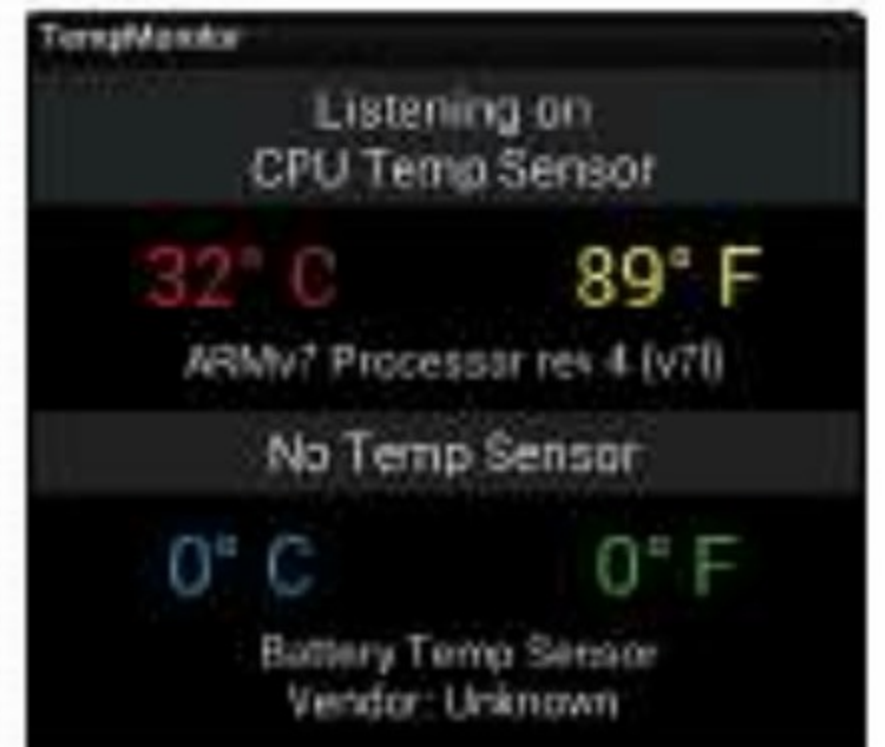 TempMonitor
Listening on
CPU Temp Sensor
32° C 89° F
ARMv7 Processor rev 4 (v7l)
No Temp Sensor
0° C 0° F
Battery Temp Sensor
Vendor: Unknown